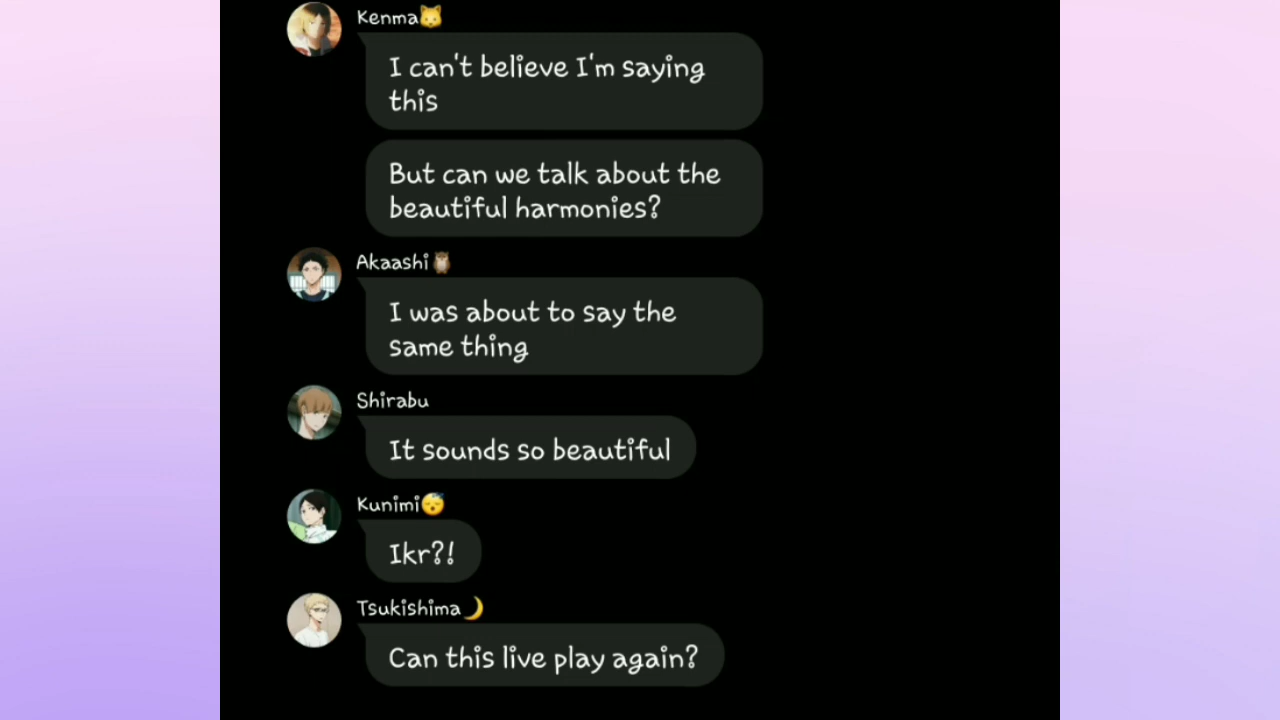 Kenma🐱
I can't believe I'm saying
this
But can we talk about the
beautiful harmonies?
Akaashi🦉
I was about to say the
same thing
Shirabu
It sounds so beautiful
Kunimi😴
Ikr?!
Tsukishima🌙
Can this live play again?